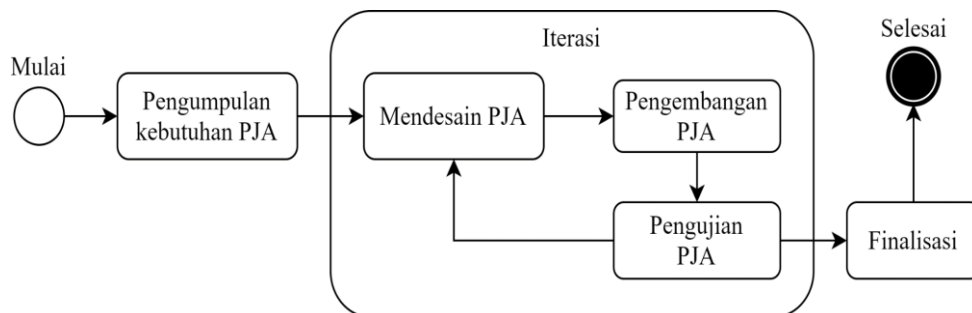 Mulai
Pengumpulan
kebutuhan PJA
Iterasi
Mendesain PJA
Pengembangan
PJA
Pengujian
PJA
Finalisasi
Selesai